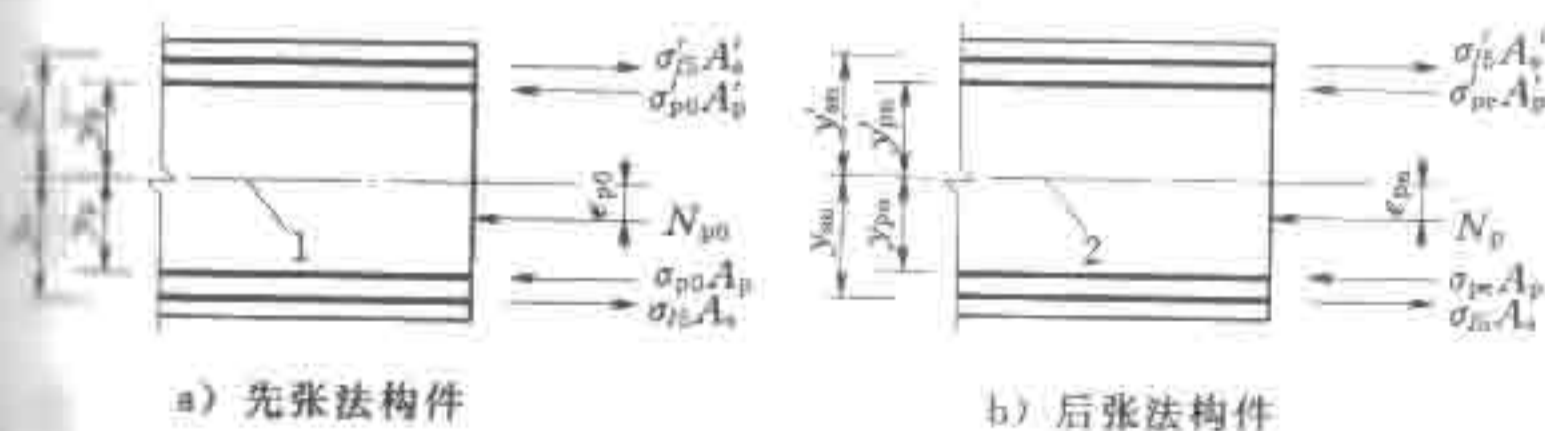 σ′l5A′s
σ′p0A′p
ep0
Np0
1
σp0Ap
σl5As
a) 先张法构件
y′sn
y′pn
ysn
ypn
σ′l5A′s
σ′peA′p
epn
Np
2
σpeAp
σl5As
b) 后张法构件